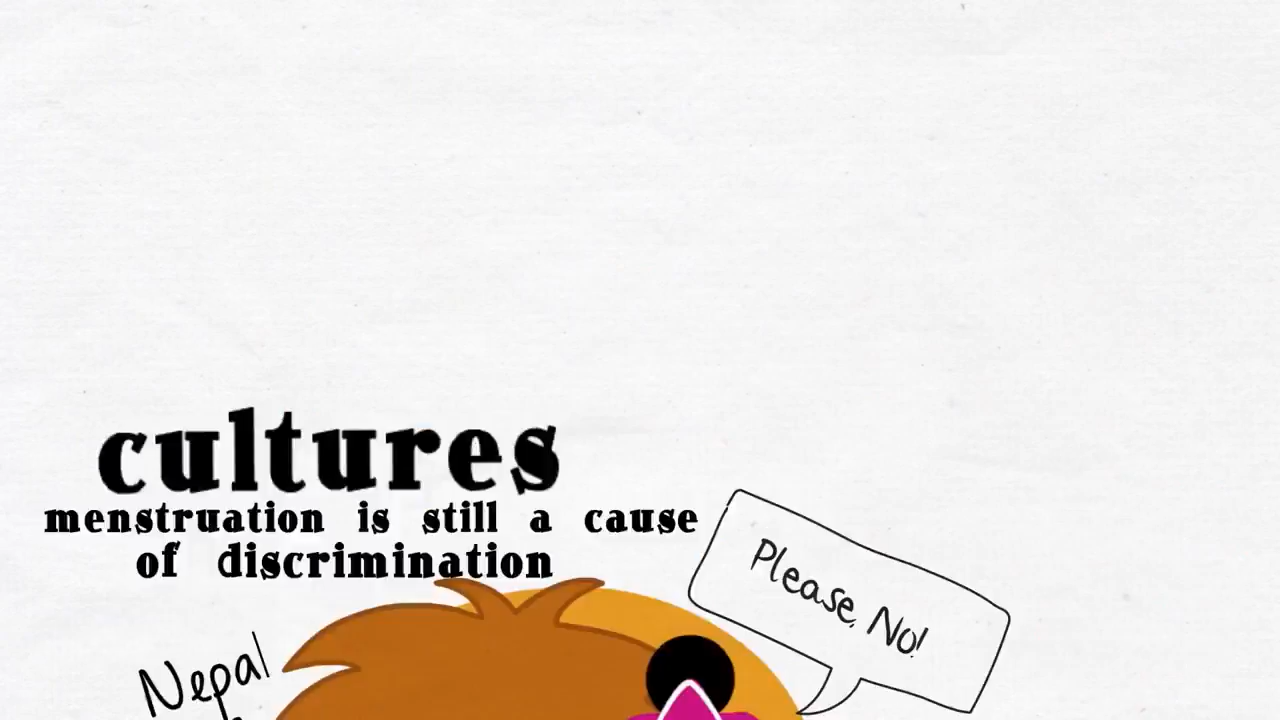 cultures
menstruation is still a cause
of discrimination
Please, No!
Nepal